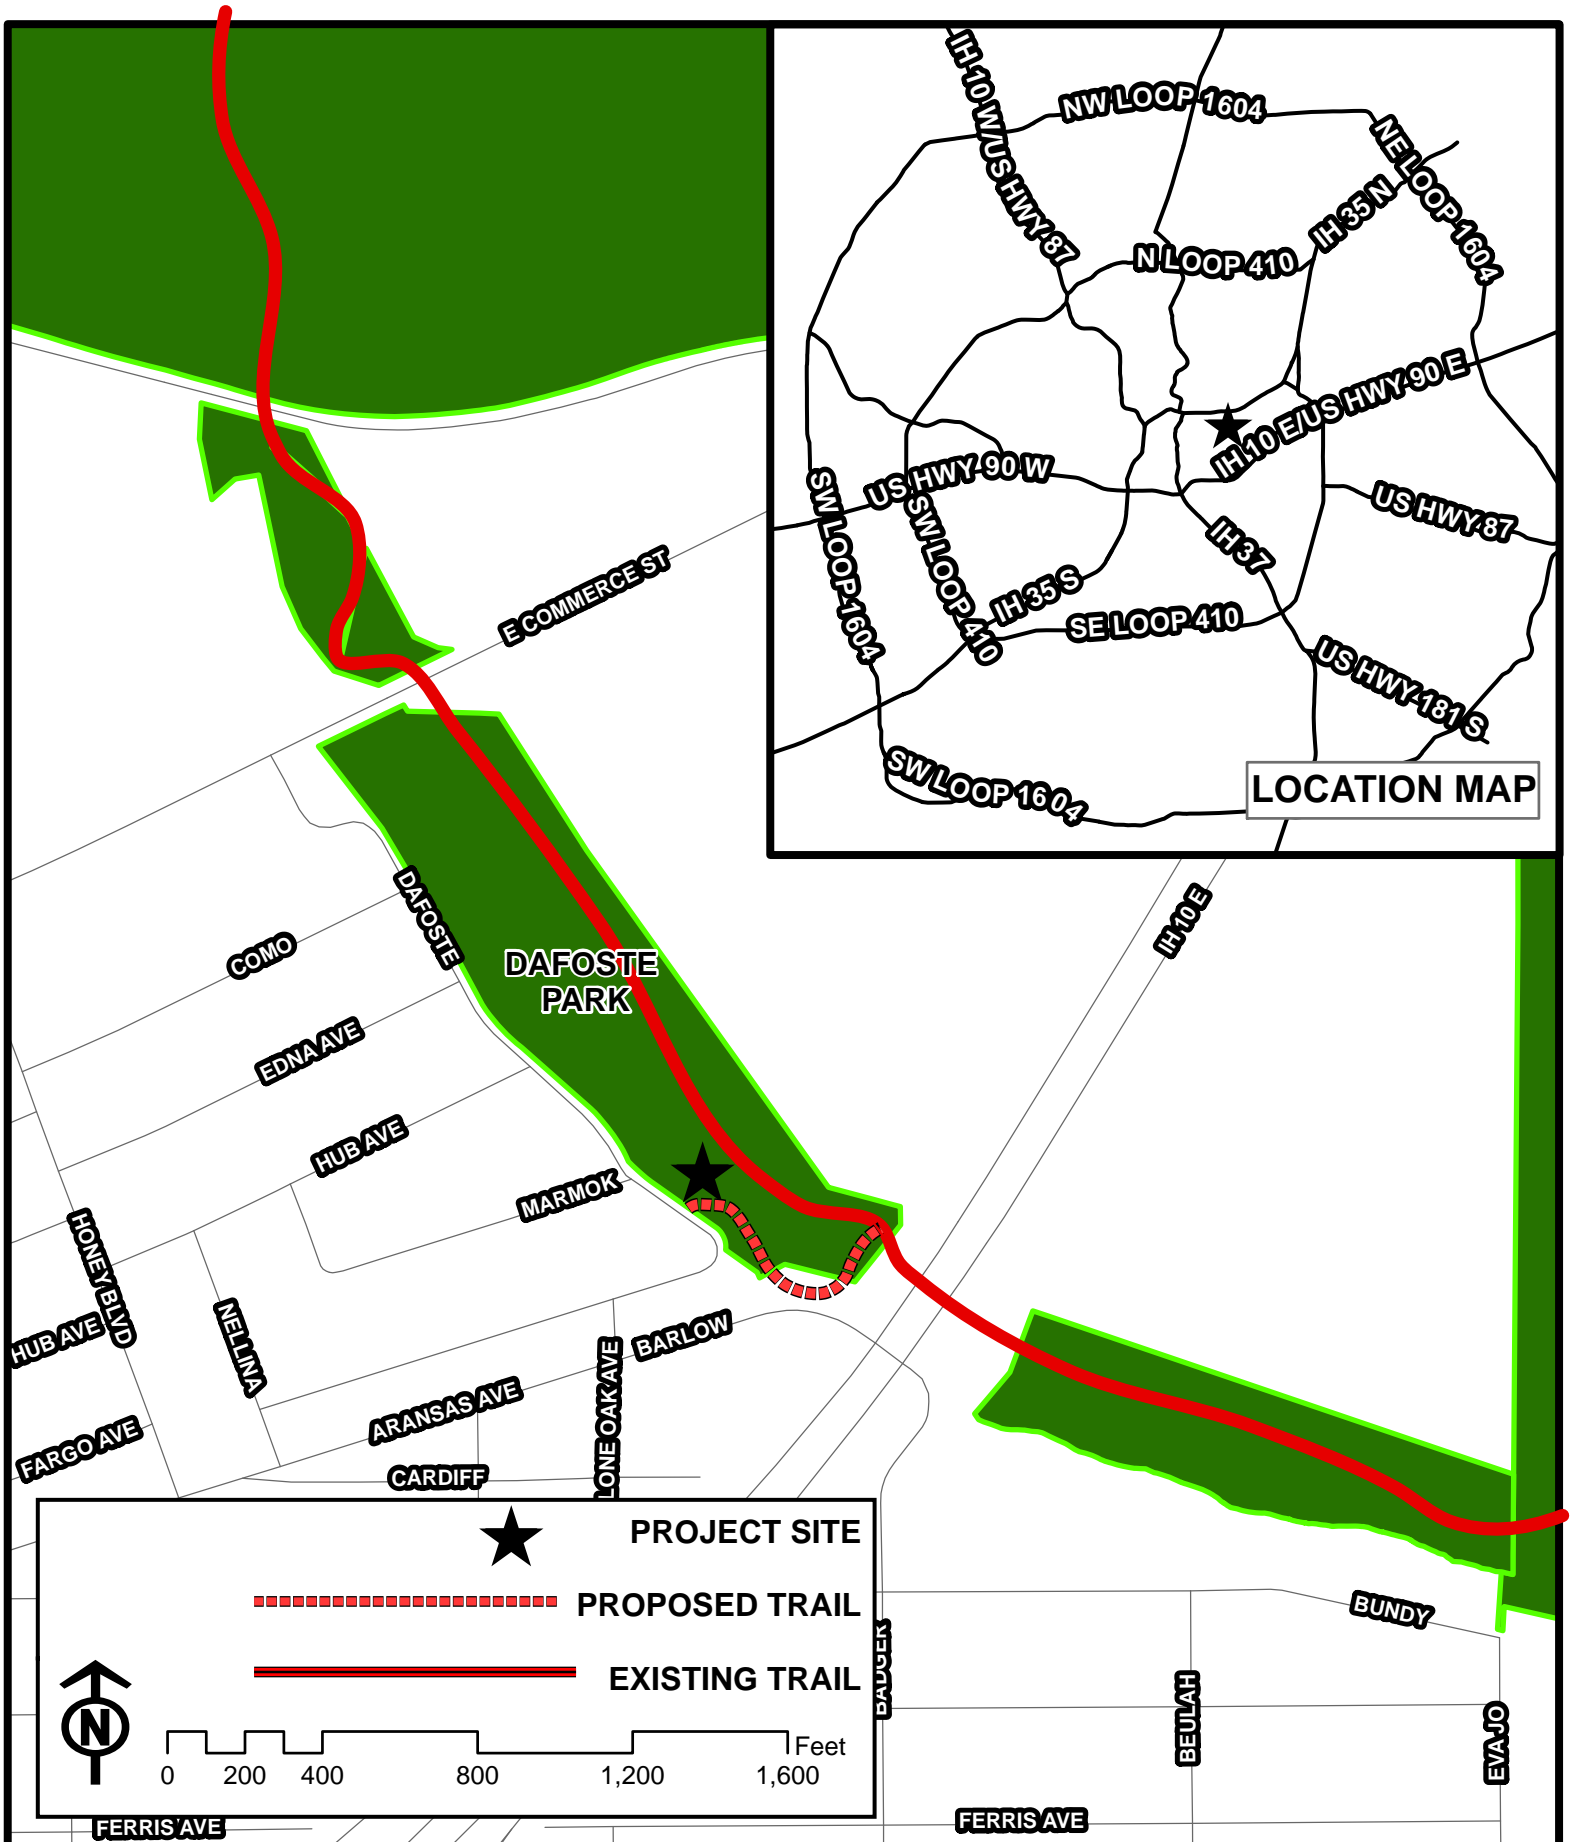 IH 10 W/US HWY 87
NW LOOP 1604
NE LOOP 1604
IH 35 N
N LOOP 410
IH 10 E/US HWY 90 E
US HWY 90 W
SW LOOP 1604
SW LOOP 410
US HWY 87
IH 37
IH 35 S
SE LOOP 410
US HWY 181 S
SW LOOP 1604
LOCATION MAP
E COMMERCE ST
DAFOSTE
IH 10 E
COMO
DAFOSTE
PARK
EDNA AVE
HUB AVE
MARMOK
HONEY BLVD
NELLINA
HUB AVE
BARLOW
LONE OAK AVE
ARANSAS AVE
FARGO AVE
CARDIFF
PROJECT SITE
PROPOSED TRAIL
EXISTING TRAIL
N
Feet
0 200 400 800 1,200 1,600
BUNDY
BADGER
BEULAH
EVAJO
FERRIS AVE
FERRIS AVE